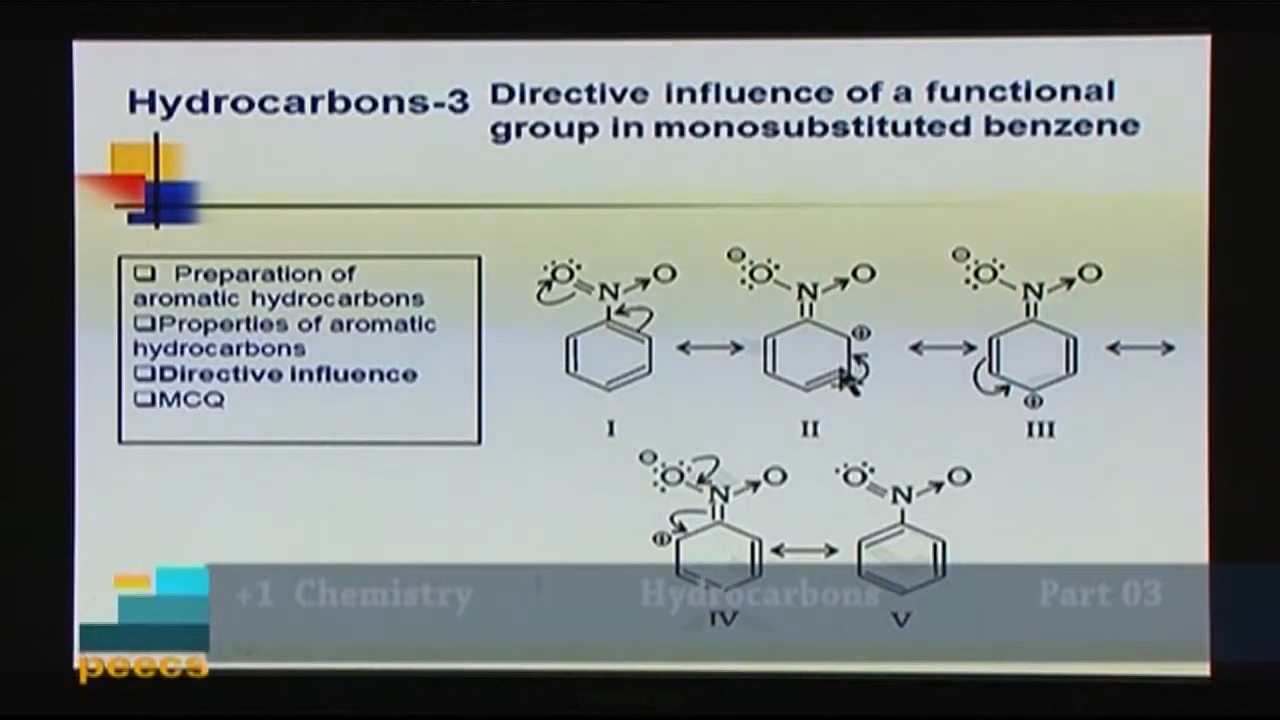 Hydrocarbons-3
Directive influence of a functional
group in monosubstituted benzene
❑ Preparation of
aromatic hydrocarbons
❑Properties of aromatic
hydrocarbons
❑Directive Influence
❑MCQ
O N O
⊖ O N O
⊕
⊖ O N O
⊕
I II III
⊖ O N O
⊕
O N O
IV V
+1 Chemistry Hydrocarbons Part 03
peecs